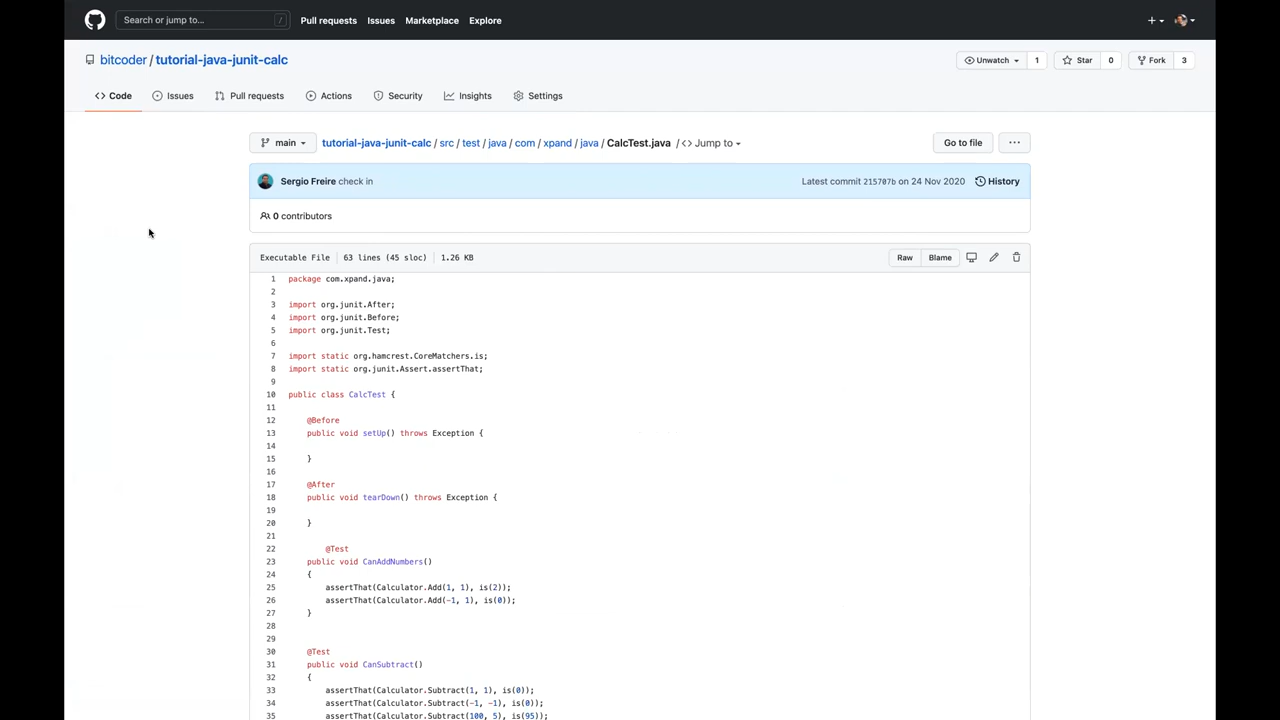 Search or jump to... /
Pull requests Issues Marketplace Explore
bitcoder / tutorial-java-junit-calc
Unwatch 1 Star 0 Fork 3
Code Issues Pull requests Actions Security Insights Settings
main tutorial-java-junit-calc / src / test / java / com / xpand / java / CalcTest.java / <> Jump to Go to file ...
Sergio Freire check in Latest commit 215707b on 24 Nov 2020 History
0 contributors
Executable File 63 lines (45 sloc) 1.26 KB Raw Blame
1 package com.xpand.java;
2
3 import org.junit.After;
4 import org.junit.Before;
5 import org.junit.Test;
6
7 import static org.hamcrest.CoreMatchers.is;
8 import static org.junit.Assert.assertThat;
9
10 public class CalcTest {
11
12 @Before
13 public void setUp() throws Exception {
14
15 }
16
17 @After
18 public void tearDown() throws Exception {
19
20 }
21
22 @Test
23 public void CanAddNumbers()
24 {
25 assertThat(Calculator.Add(1, 1), is(2));
26 assertThat(Calculator.Add(-1, 1), is(0));
27 }
28
29
30 @Test
31 public void CanSubtract()
32 {
33 assertThat(Calculator.Subtract(1, 1), is(0));
34 assertThat(Calculator.Subtract(-1, -1), is(0));
35 assertThat(Calculator.Subtract(100, 5), is(95));